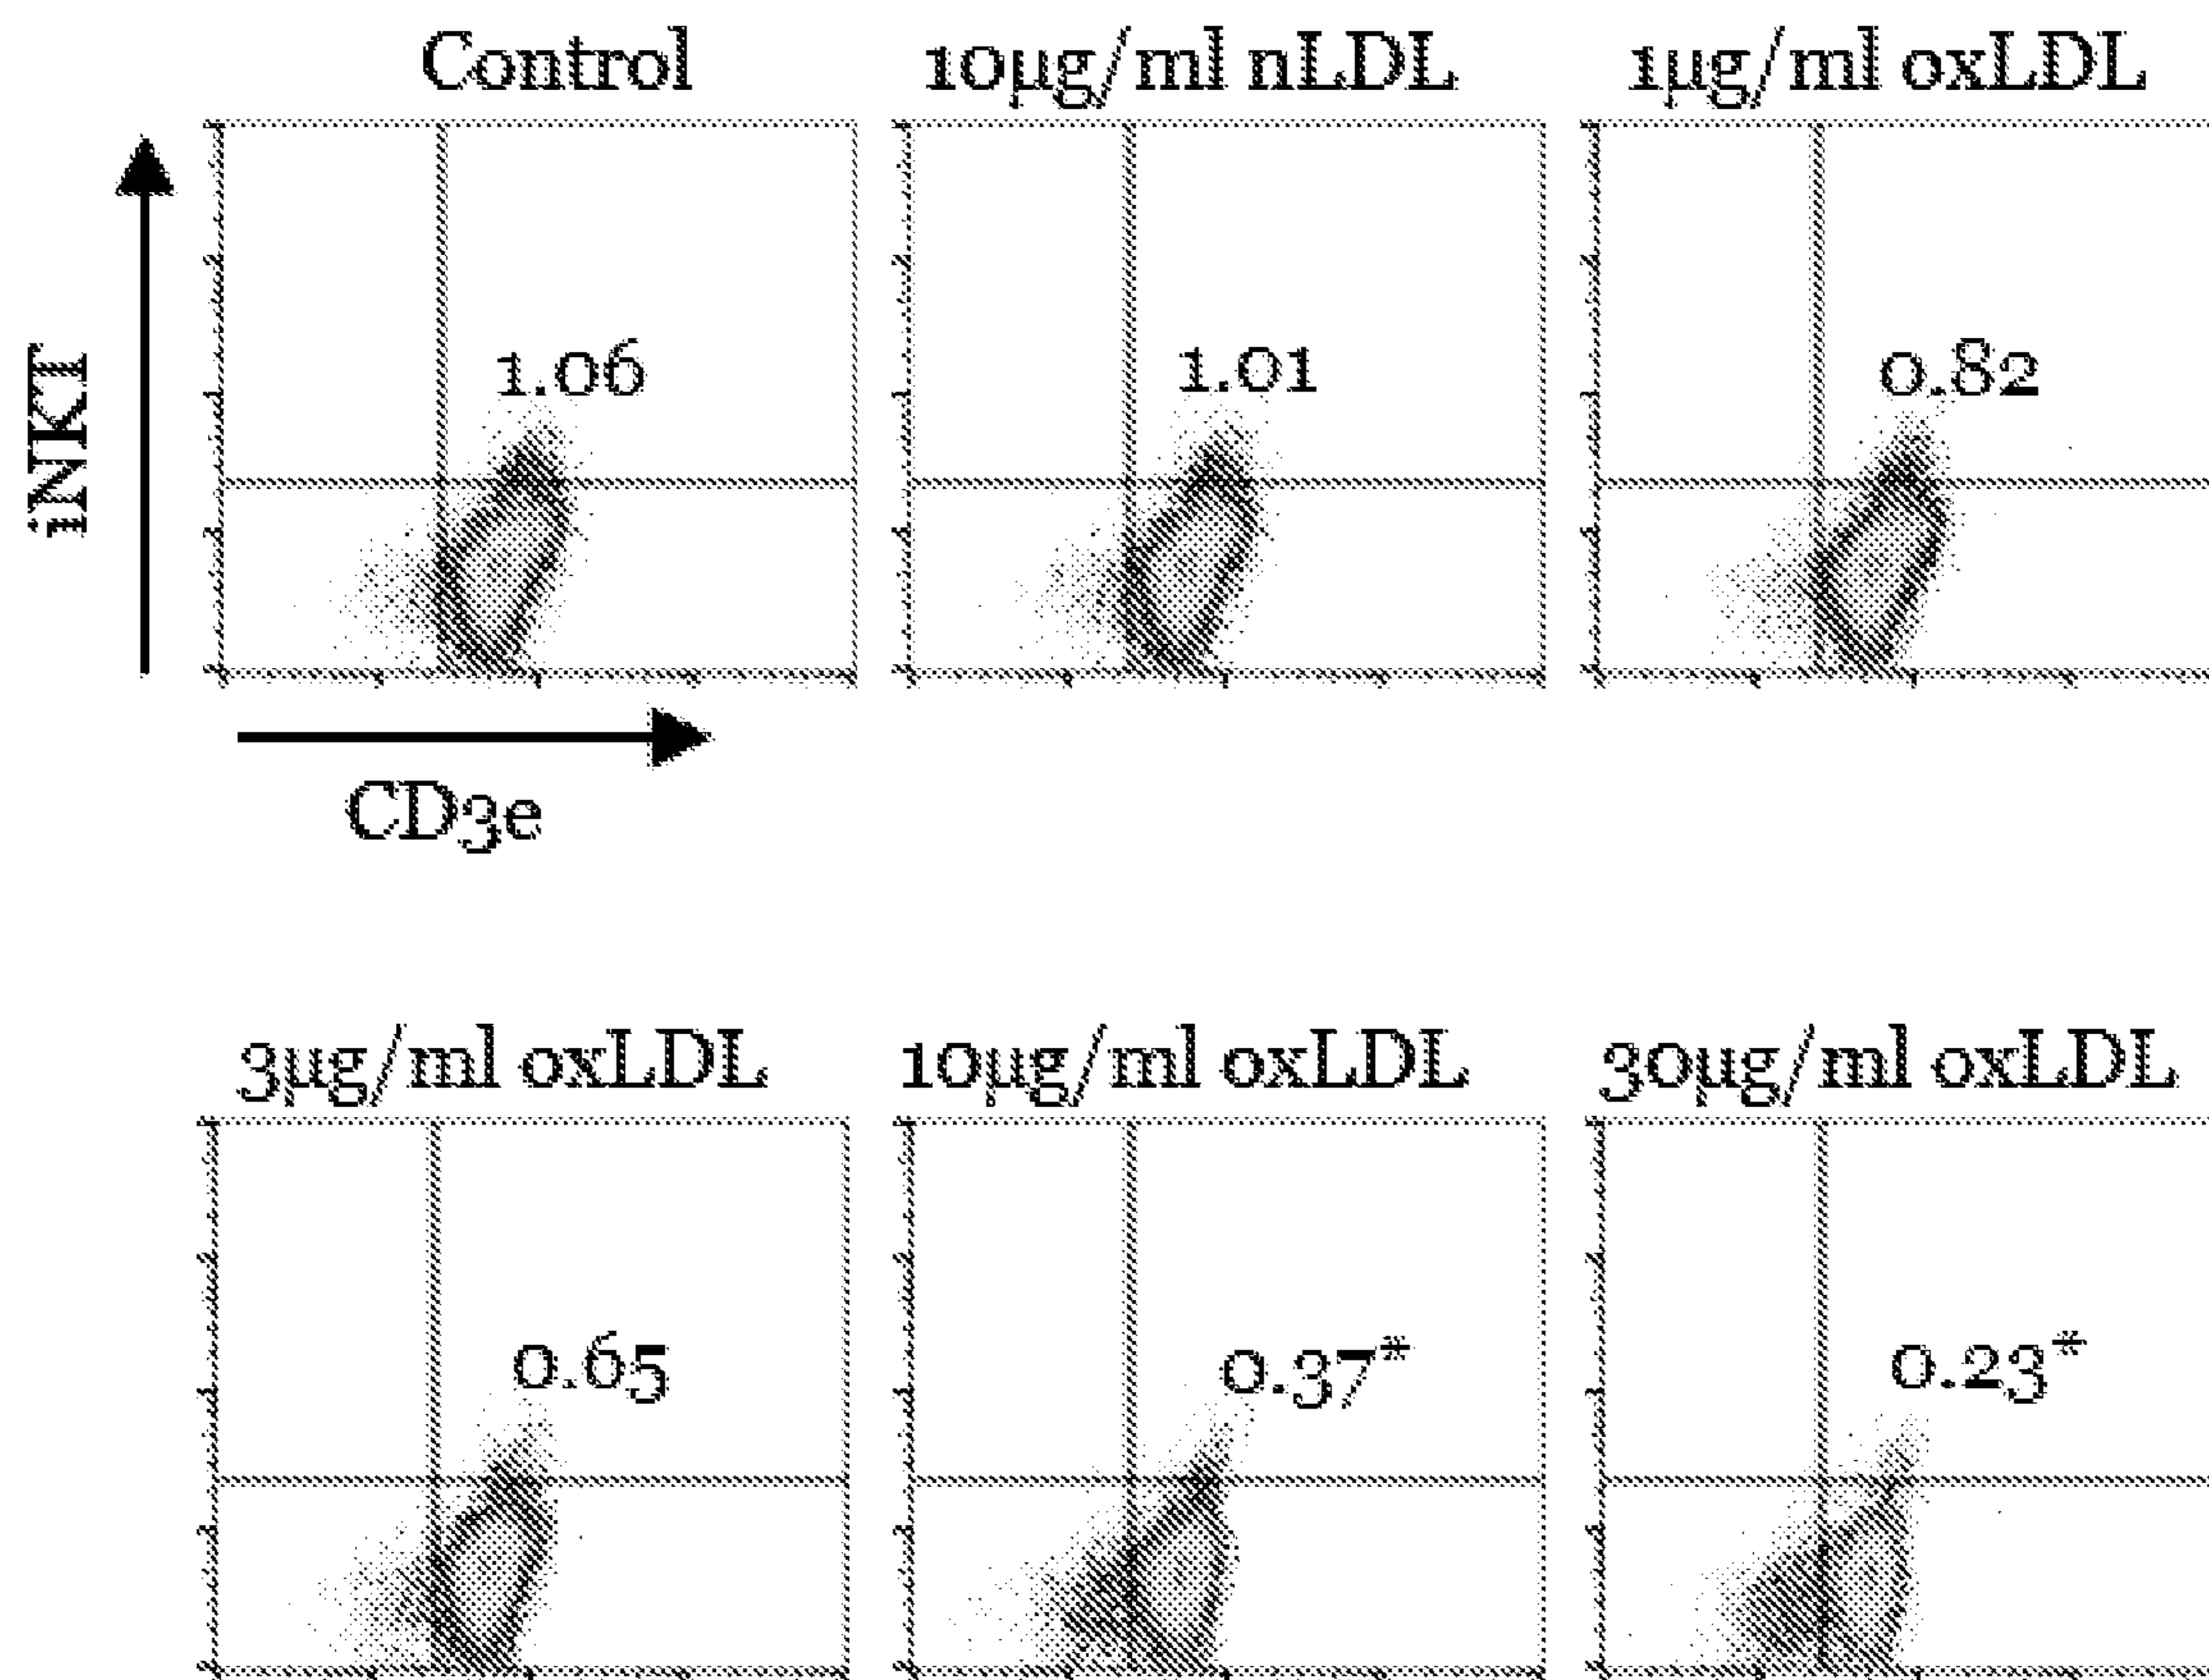 Control
10µg/ml nLDL
1µg/ml oxLDL
iNKT
1.06
1.01
0.82
CD3e
3µg/ml oxLDL
10µg/ml oxLDL
30µg/ml oxLDL
0.65
0.37*
0.23*